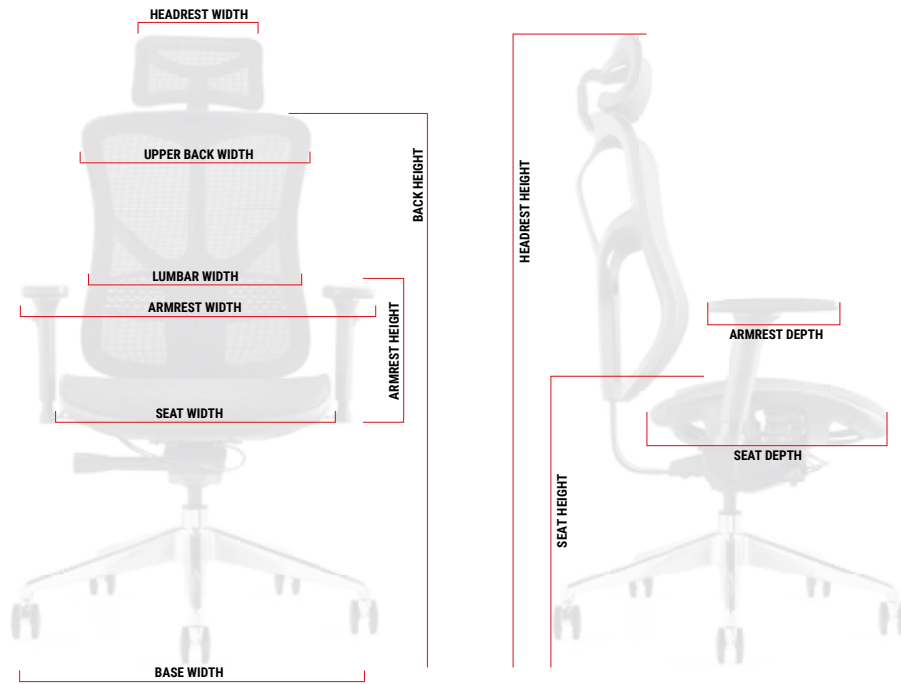 HEADREST WIDTH
UPPER BACK WIDTH
BACK HEIGHT
LUMBAR WIDTH
ARMREST WIDTH
ARMREST HEIGHT
SEAT WIDTH
BASE WIDTH
HEADREST HEIGHT
ARMREST DEPTH
SEAT DEPTH
SEAT HEIGHT